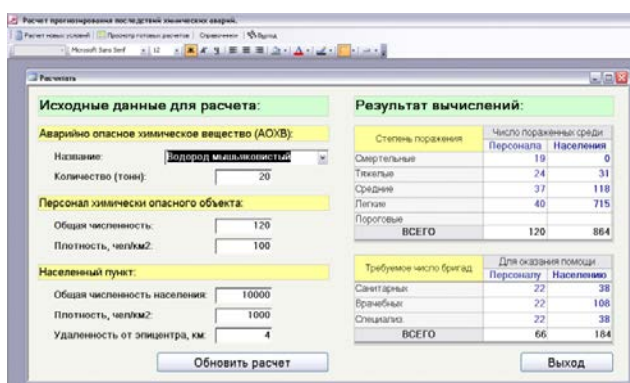 Расчет прогнозирования последствий химических аварий.
Расчет новых условий Просмотр готовых расчетов Справочники Выход
Microsoft Sans Serif 12 Ж К Ч
Расчитать
Исходные данные для расчета:
Аварийно опасное химическое вещество (АОХВ):
Название: Водород мышьяковистый
Количество (тонн): 20
Персонал химически опасного объекта:
Общая численность: 120
Плотность, чел/км2: 100
Населенный пункт:
Общая численность населения: 10000
Плотность, чел/км2: 1000
Удаленность от эпицентра, км: 4
Обновить расчет
Результат вычислений:
Степень поражения Число пораженных среди
Персонала Населения
Смертельные 19 0
Тяжелые 24 31
Средние 37 118
Легкие 40 715
Пороговые
ВСЕГО 120 864
Требуемое число бригад Для оказания помощи
Персоналу Населению
Санитарных 22 38
Врачебных 22 108
Специализ. 22 38
ВСЕГО 66 184
Выход